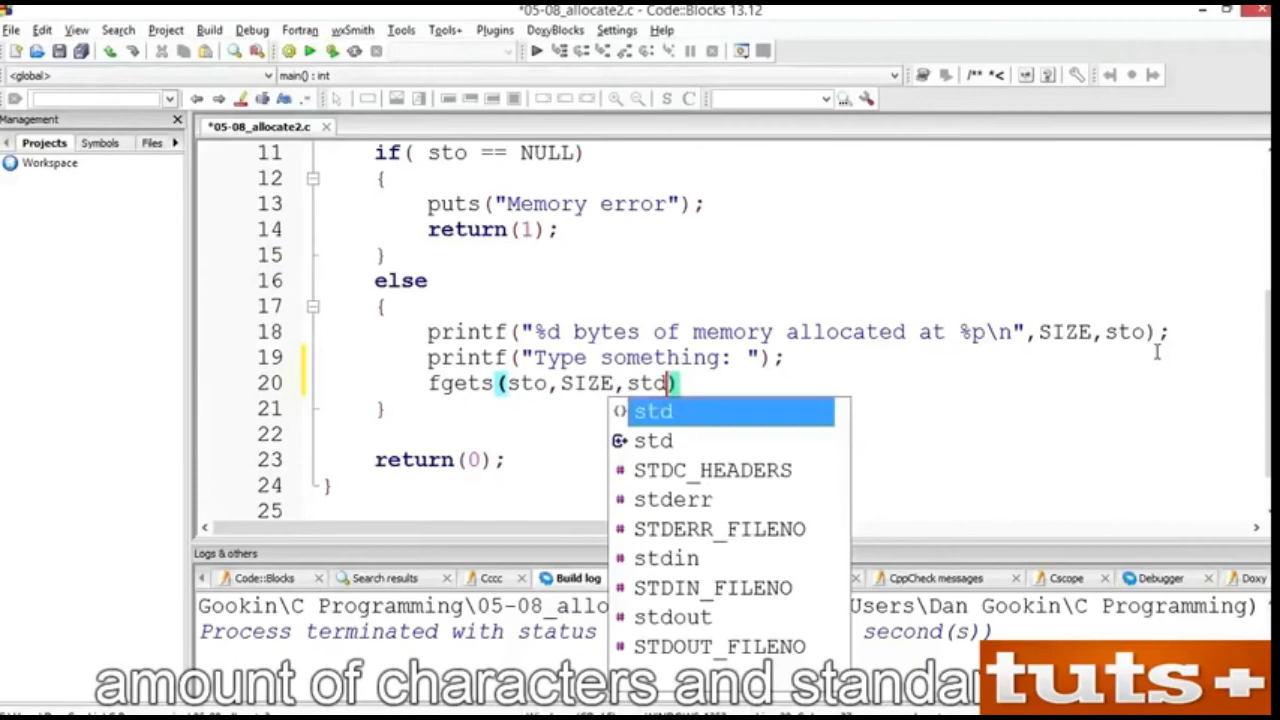 *05-08_allocate2.c - Code::Blocks 13.12
File Edit View Search Project Build Debug Fortran wxSmith Tools Tools+ Plugins DoxyBlocks Settings Help
<global> main() : int
/** *<
S C
Management
*05-08_allocate2.c
Projects Symbols Files
Workspace
11 if( sto == NULL)
12 {
13 puts("Memory error");
14 return(1);
15 }
16 else
17 {
18 printf("%d bytes of memory allocated at %p\n",SIZE,sto);
19 printf("Type something: ");
20 fgets(sto,SIZE,std)
21 }
22
23 return(0);
24 }
25
std
std
STDC_HEADERS
stderr
STDERR_FILENO
stdin
STDIN_FILENO
stdout
STDOUT_FILENO
Logs & others
Code::Blocks Search results Cccc Build log CppCheck messages Cscope Debugger Doxy
Gookin\C Programming\05-08_allo Users\Dan Gookin\C Programming)
Process terminated with status second(s))
amount of characters and standar
tuts+